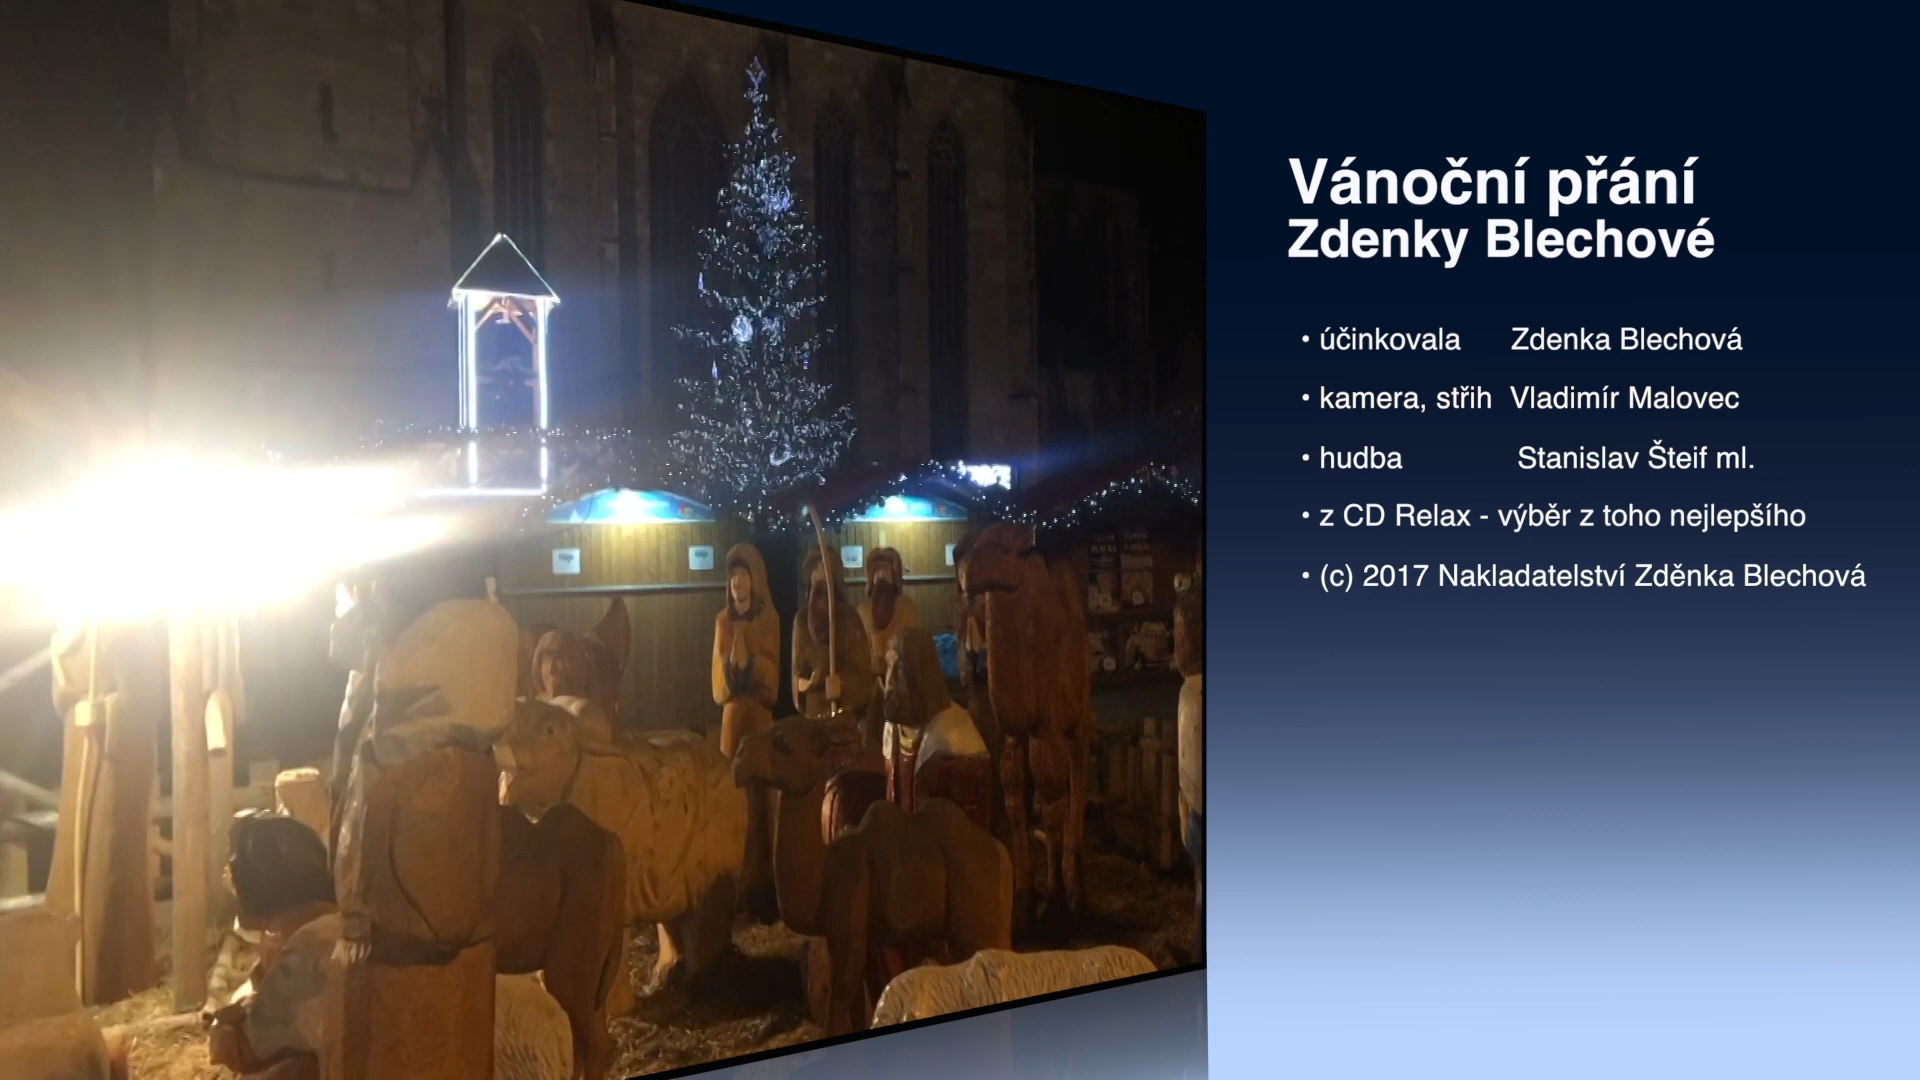 Vánoční přání
Zdenky Blechové
• účinkovala Zdenka Blechová
• kamera, střih Vladimír Malovec
• hudba Stanislav Šteif ml.
• z CD Relax - výběr z toho nejlepšího
• (c) 2017 Nakladatelství Zděnka Blechová